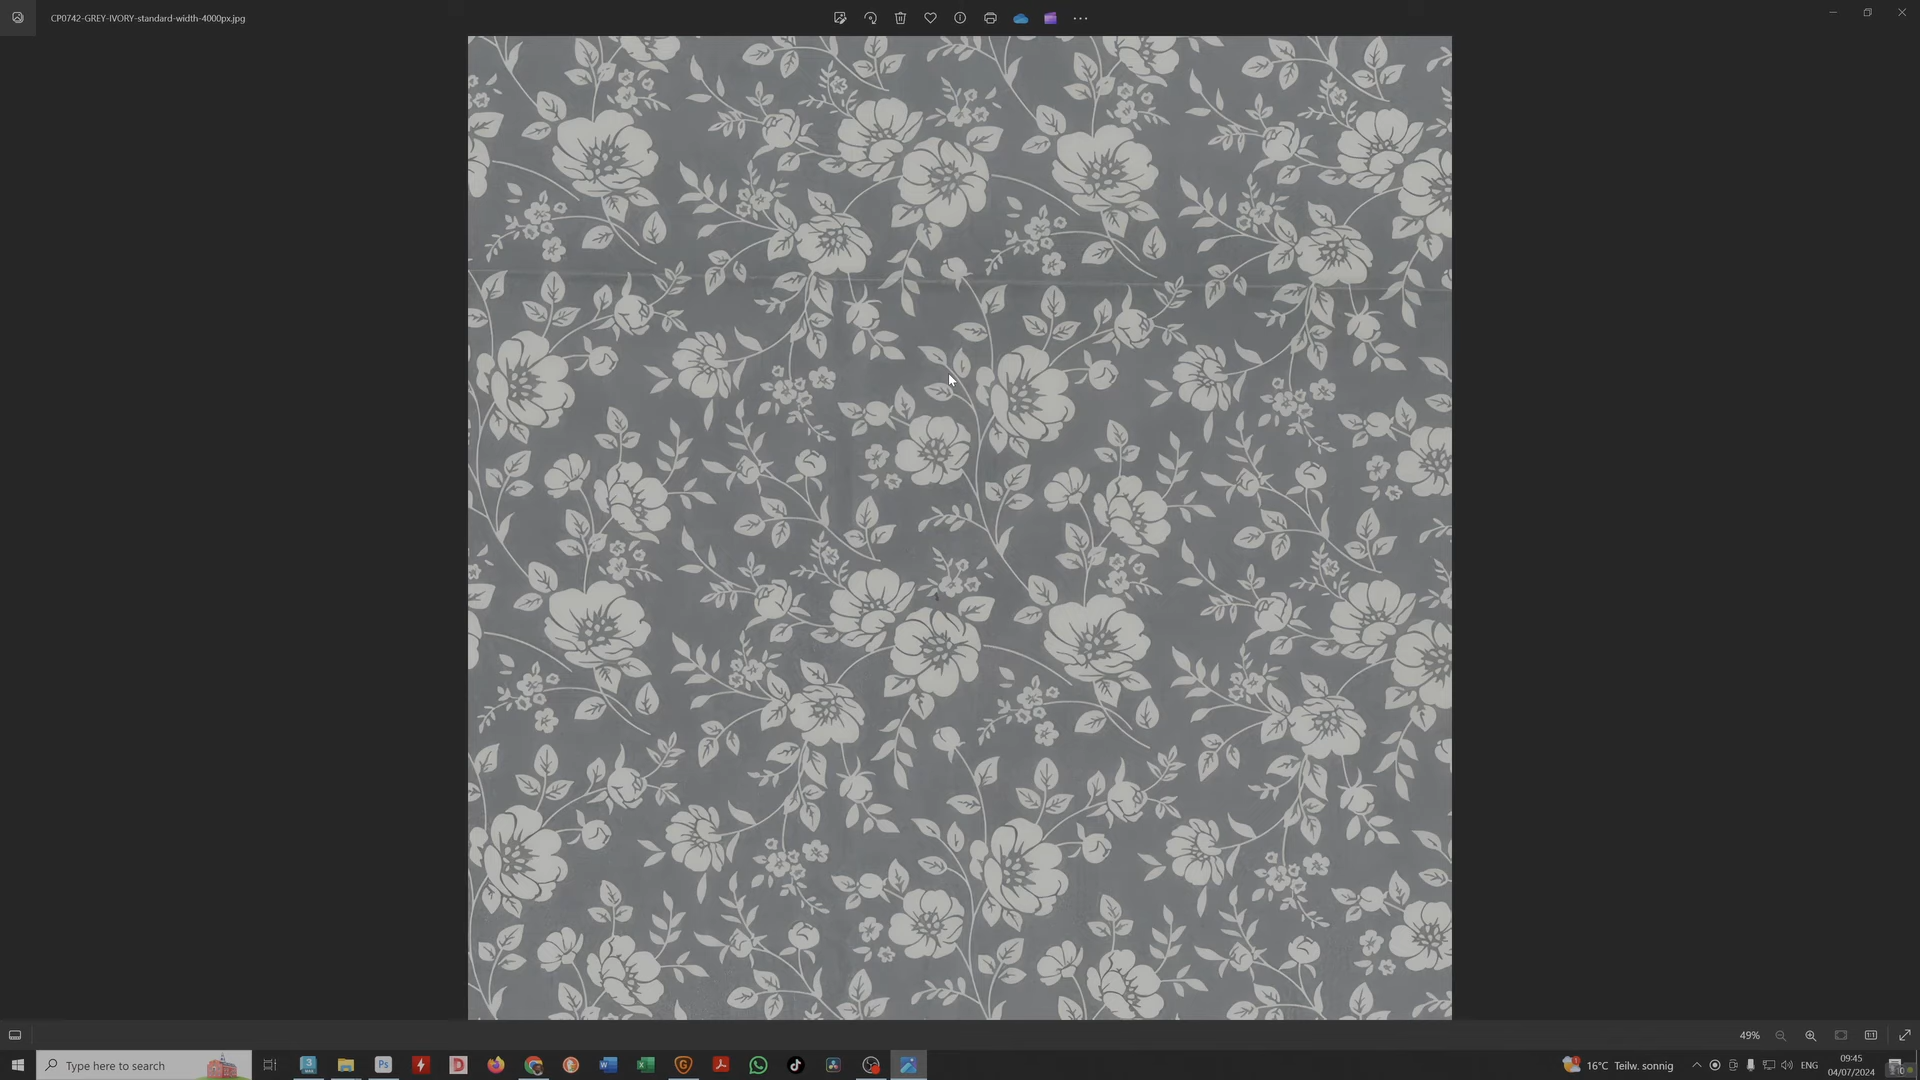 CP0742-GREY-IVORY-standard-width-4000px.jpg
49%
Type here to search
16°C Teilw. sonnig
ENG
09:45
04/07/2024